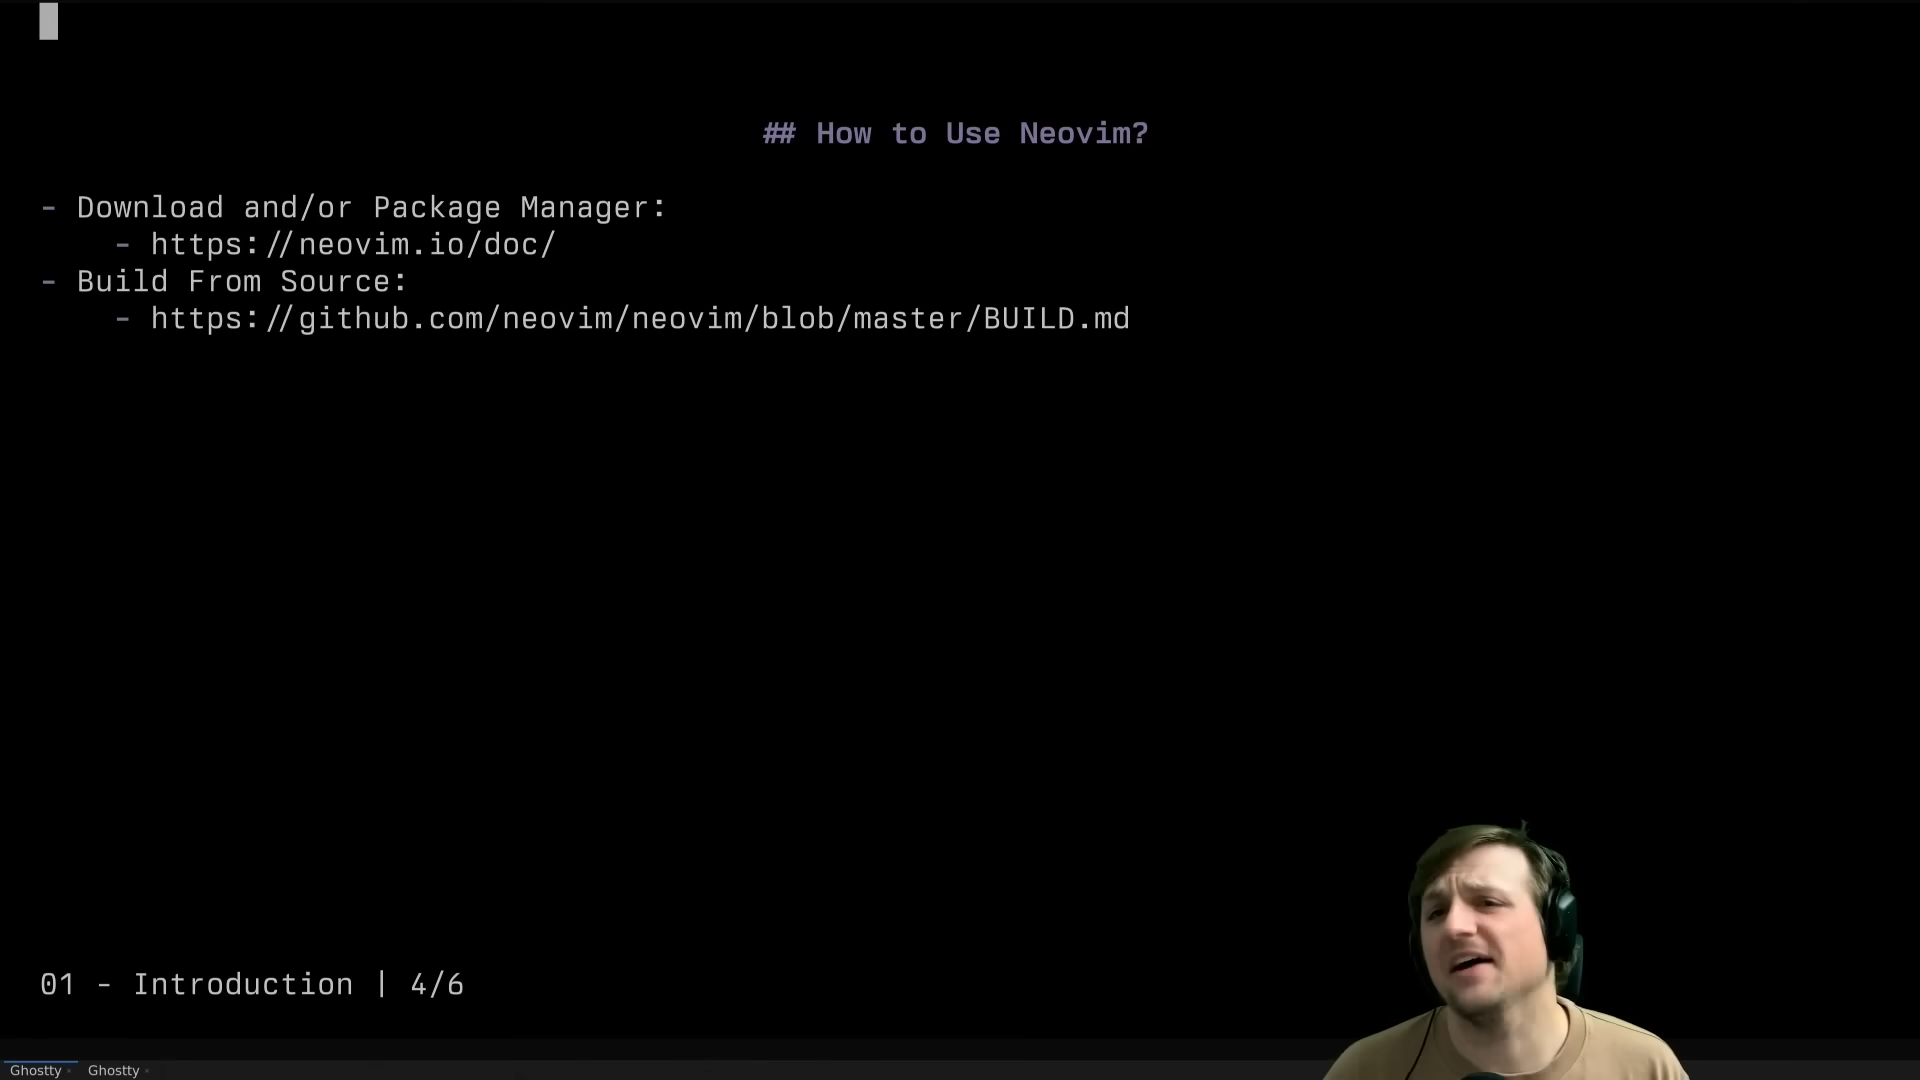 ## How to Use Neovim?
- Download and/or Package Manager:
- https://neovim.io/doc/
- Build From Source:
- https://github.com/neovim/neovim/blob/master/BUILD.md
01 - Introduction | 4/6
Ghostty Ghostty